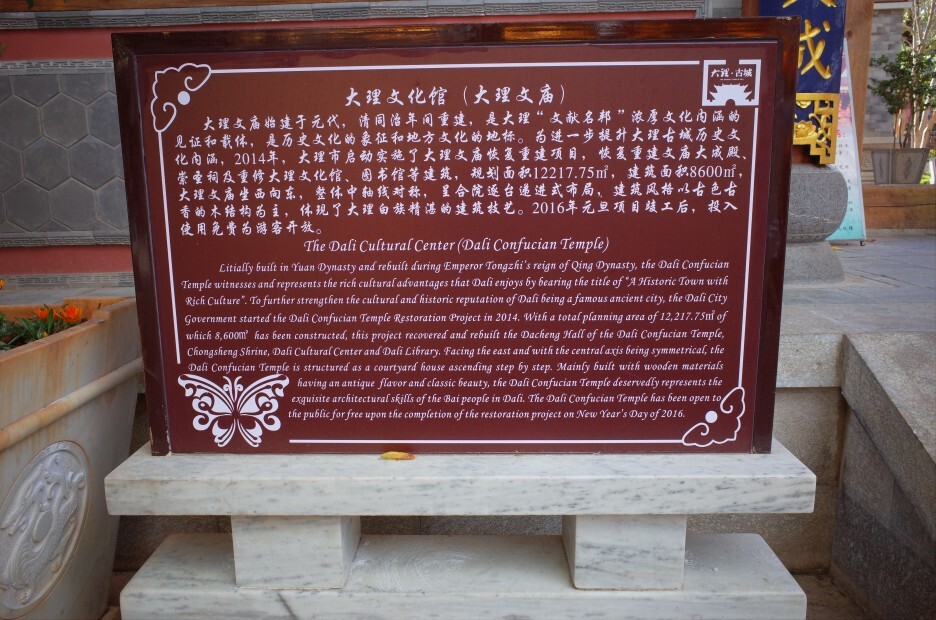 成
大理·古城
大理文化馆（大理文庙）
大理文庙始建于元代，清同治年间重建，是大理“文献名邦”浓厚文化内涵的
见证和载体，是历史文化的象征和地方文化的地标。为进一步提升大理古城历史文
化内涵，2014年，大理市启动实施了大理文庙恢复重建项目，恢复重建文庙大成殿、
崇圣祠及重修大理文化馆、图书馆等建筑，规划面积12217.75㎡，建筑面积8600㎡，
大理文庙坐西向东，整体中轴线对称，呈合院逐台递进式布局、建筑风格以古色古
香的木结构为主，体现了大理白族精湛的建筑技艺。2016年元旦项目竣工后，投入
使用免费为游客开放。
The Dali Cultural Center (Dali Confucian Temple)
Litially built in Yuan Dynasty and rebuilt during Emperor Tongzhi's reign of Qing Dynasty, the Dali Confucian
Temple witnesses and represents the rich cultural advantages that Dali enjoys by bearing the title of "A Historic Town with
Rich Culture". To further strengthen the cultural and historic reputation of Dali being a famous ancient city, the Dali City
Government started the Dali Confucian Temple Restoration Project in 2014. With a total planning area of 12,217.75㎡ of
which 8,600㎡ has been constructed, this project recovered and rebuilt the Dacheng Hall of the Dali Confucian Temple,
Chongsheng Shrine, Dali Cultural Center and Dali Library. Facing the east and with the central axis being symmetrical, the
Dali Confucian Temple is structured as a courtyard house ascending step by step. Mainly built with wooden materials
having an antique flavor and classic beauty, the Dali Confucian Temple deservedly represents the
exquisite architectural skills of the Bai people in Dali. The Dali Confucian Temple has been open to
the public for free upon the completion of the restoration project on New Year's Day of 2016.